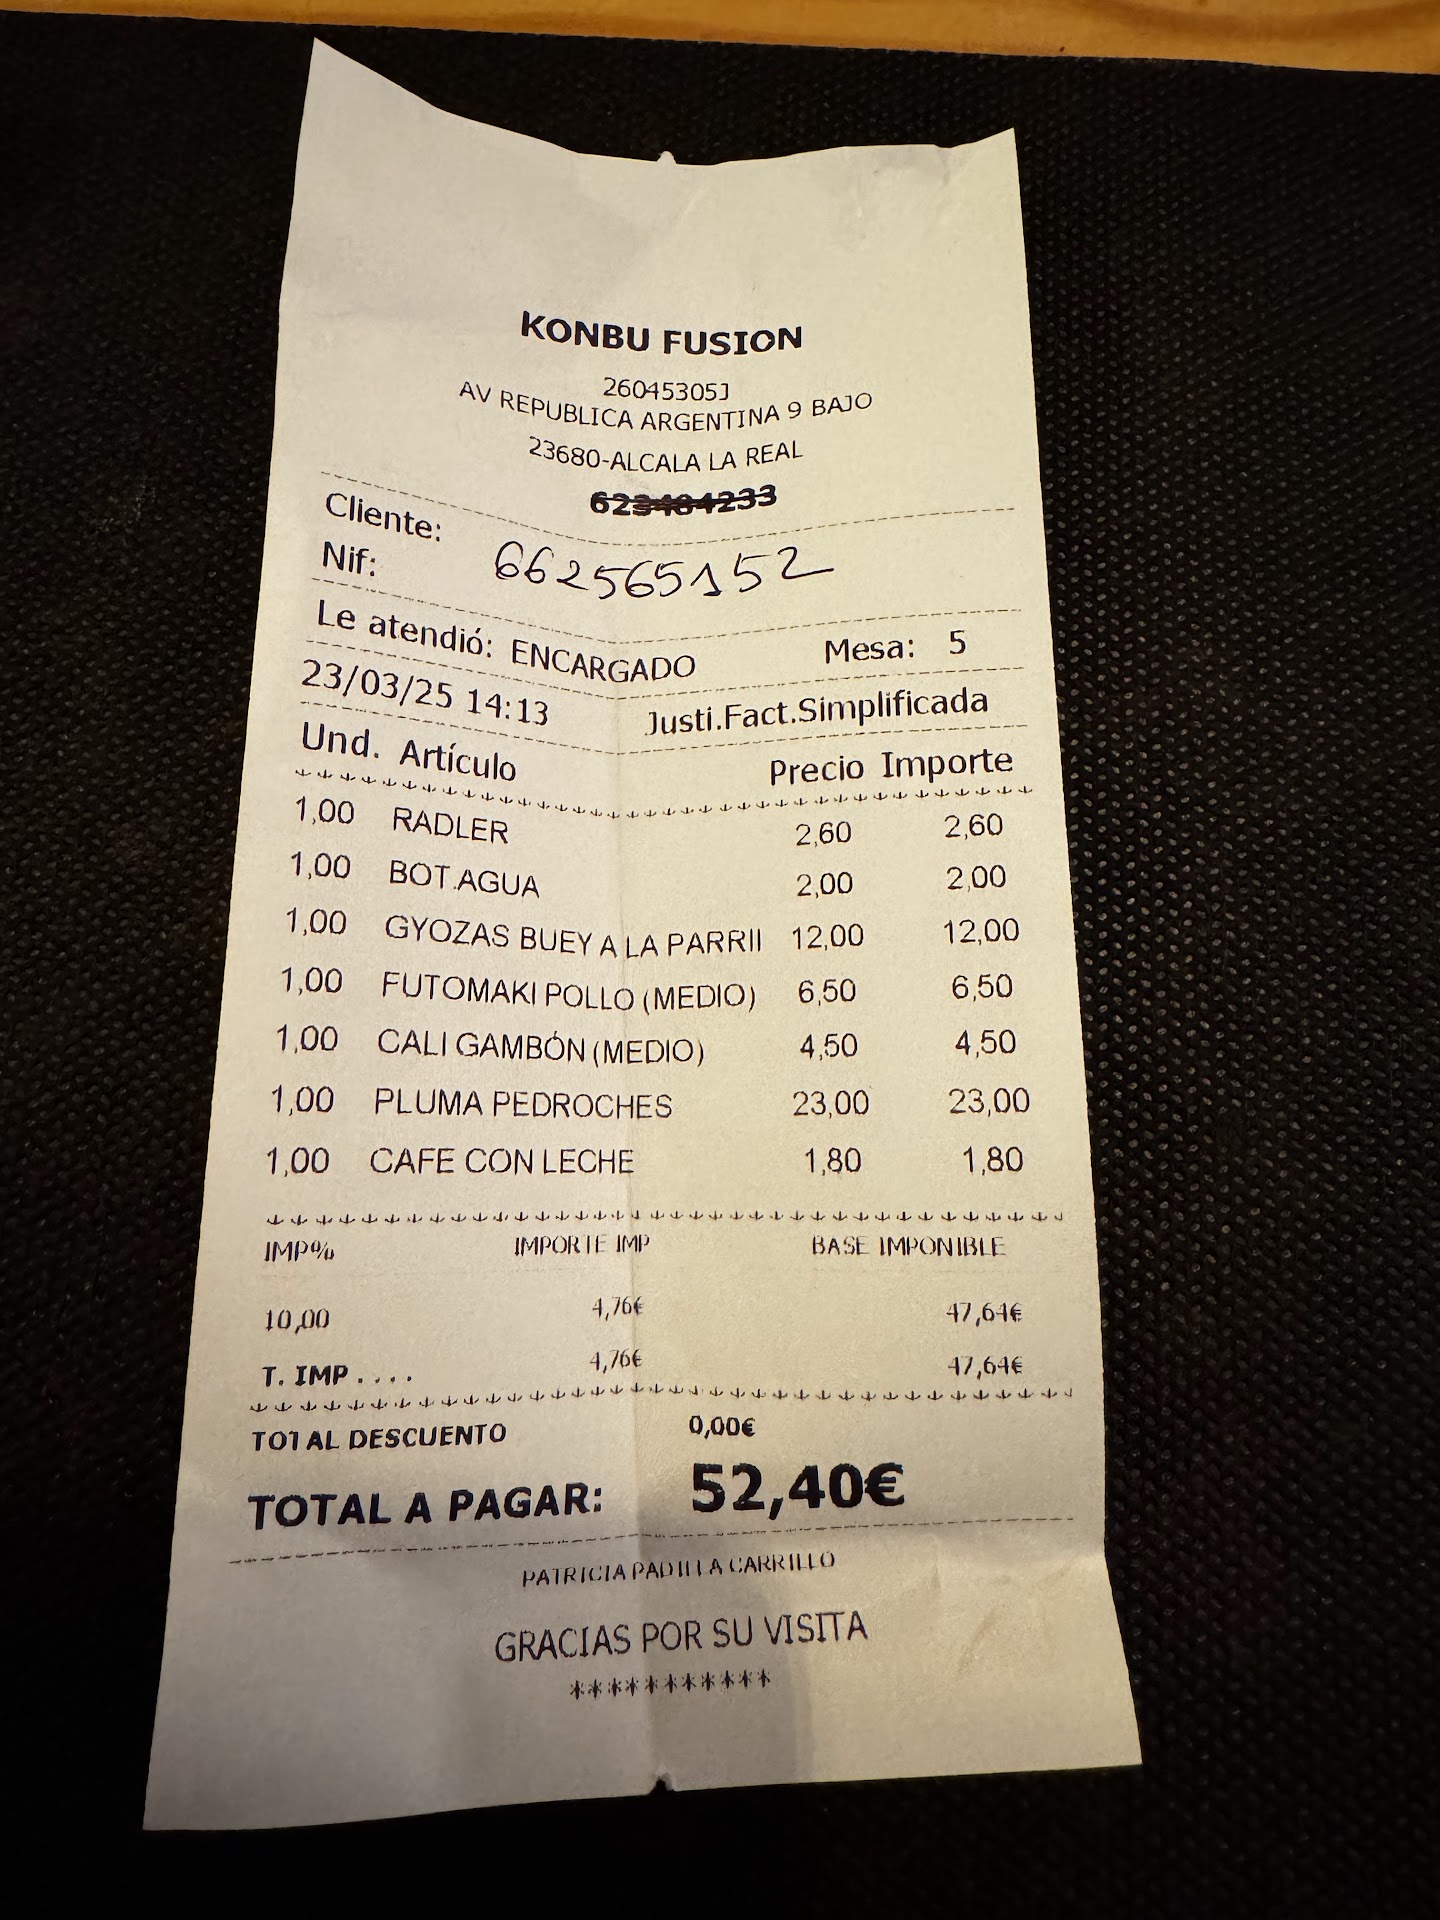 KONBU FUSION
26045305J
AV REPUBLICA ARGENTINA 9 BAJO
23680-ALCALA LA REAL
623484233
Cliente:
Nif: 662565152
Le atendió: ENCARGADO Mesa: 5
23/03/25 14:13 Justi.Fact.Simplificada
Und. Artículo Precio Importe
1,00 RADLER 2,60 2,60
1,00 BOT.AGUA 2,00 2,00
1,00 GYOZAS BUEY A LA PARRII 12,00 12,00
1,00 FUTOMAKI POLLO (MEDIO) 6,50 6,50
1,00 CALI GAMBÓN (MEDIO) 4,50 4,50
1,00 PLUMA PEDROCHES 23,00 23,00
1,00 CAFE CON LECHE 1,80 1,80
IMP% IMPORTE IMP BASE IMPONIBLE
10,00 4,76€ 47,64€
T. IMP .... 4,76€ 47,64€
TOTAL DESCUENTO 0,00€
TOTAL A PAGAR: 52,40€
PATRICIA PADILLA CARRILLO
GRACIAS POR SU VISITA
***********